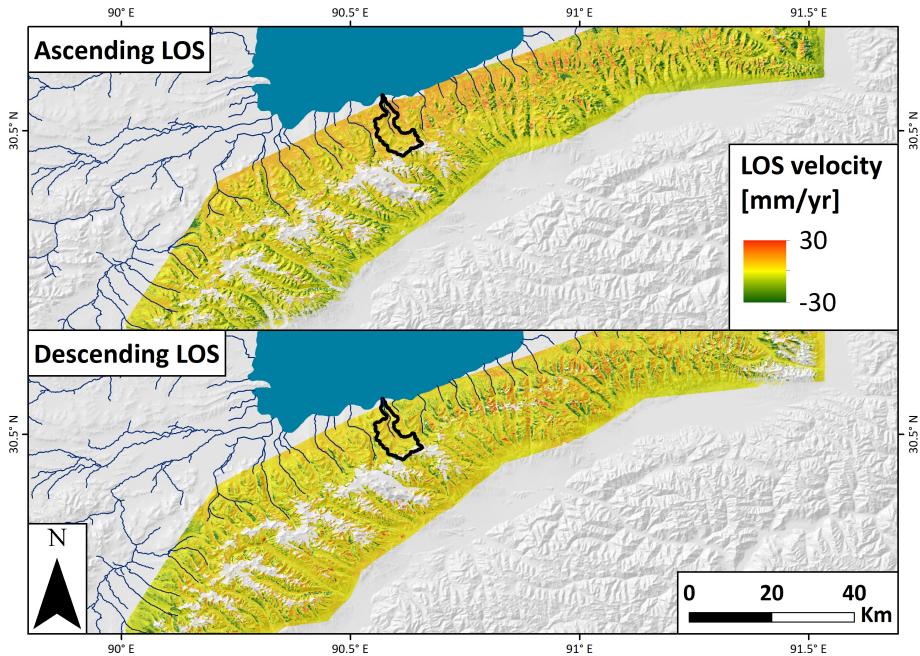 90° E
90.5° E
91° E
91.5° E
Ascending LOS
30.5° N
30.5° N
LOS velocity
[mm/yr]
30
-30
Descending LOS
30.5° N
30.5° N
N
0
20
40
Km
90° E
90.5° E
91° E
91.5° E